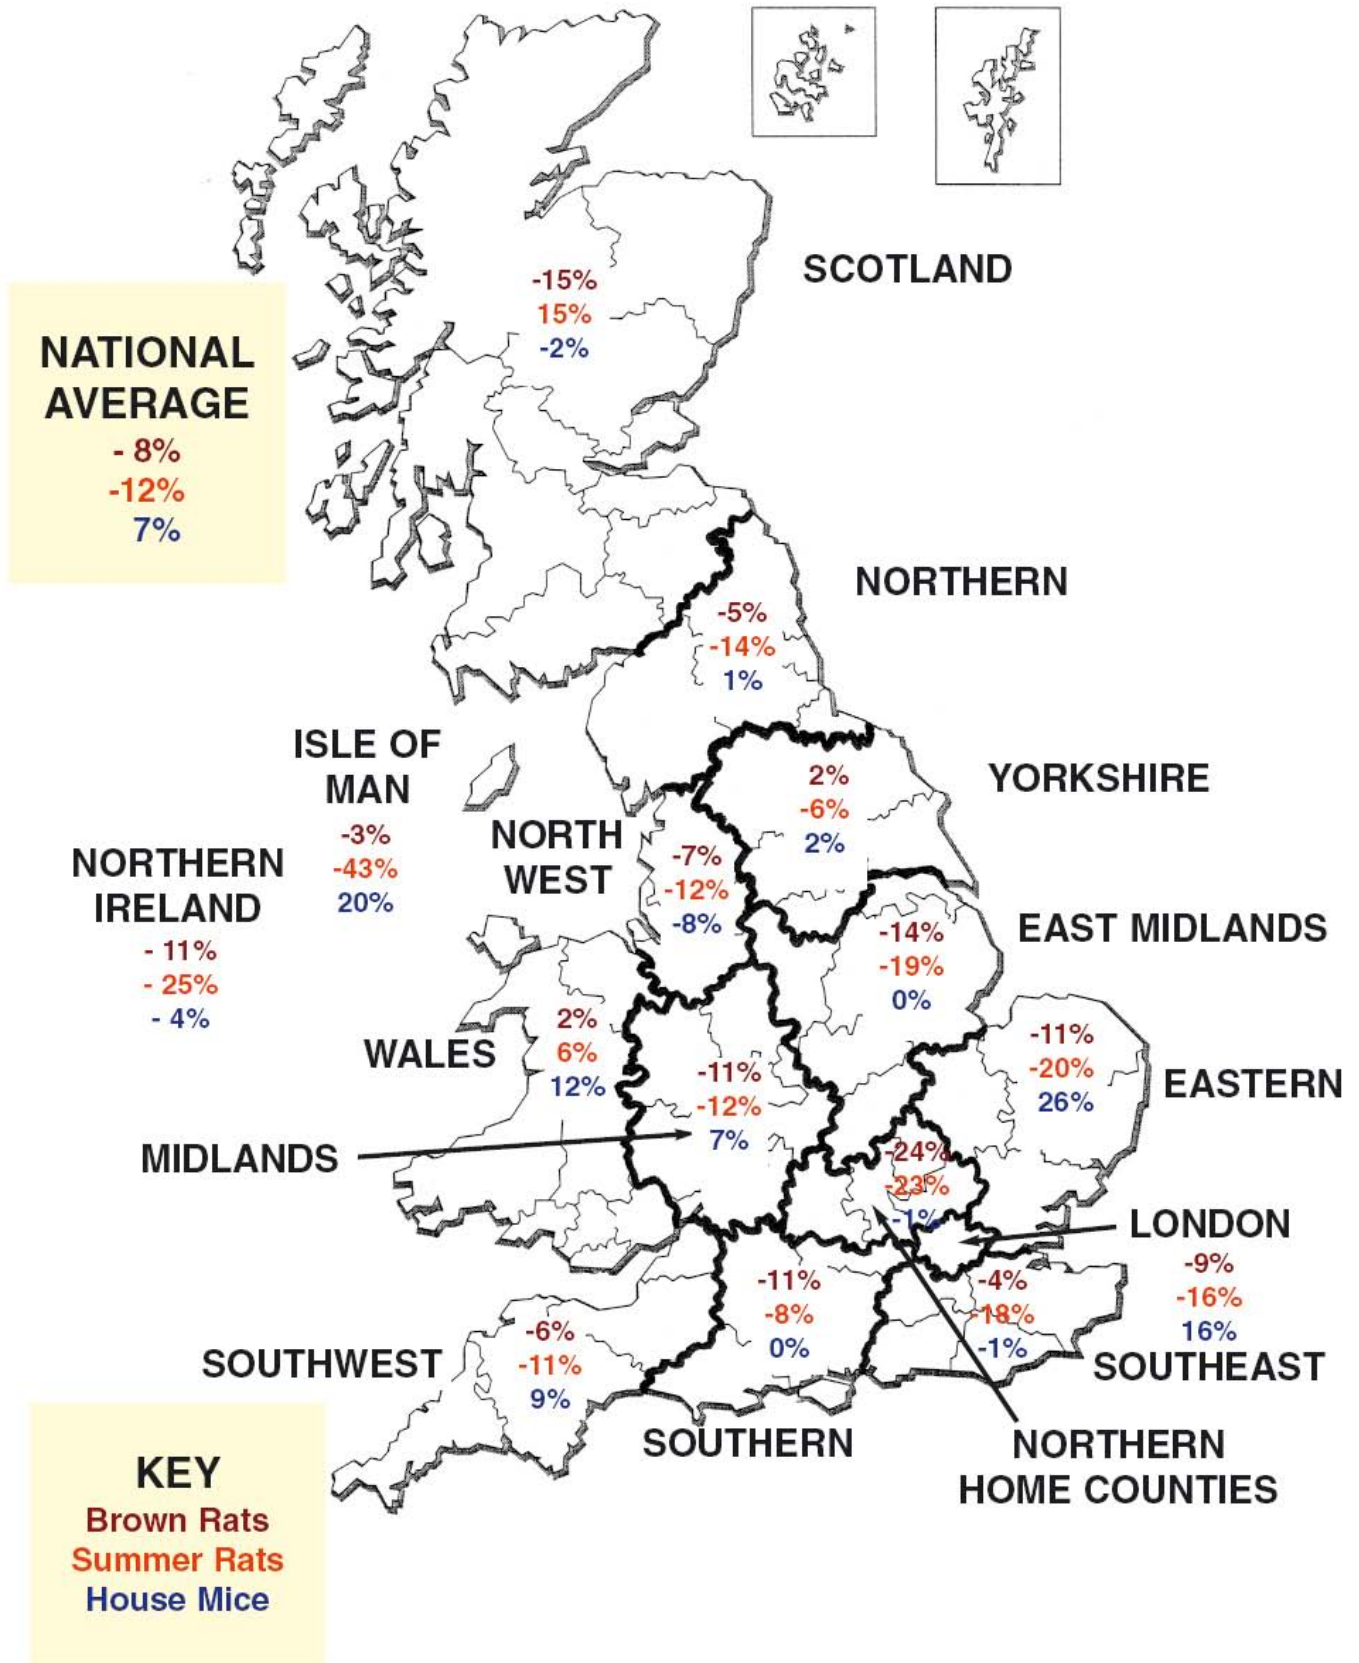 SCOTLAND
-15%
15%
-2%
NATIONAL
AVERAGE
- 8%
-12%
7%
NORTHERN
-5%
-14%
1%
ISLE OF
MAN
-3%
-43%
20%
YORKSHIRE
2%
-6%
2%
NORTH
WEST
-7%
-12%
-8%
NORTHERN
IRELAND
- 11%
- 25%
- 4%
EAST MIDLANDS
-14%
-19%
0%
WALES
2%
6%
12%
EASTERN
-11%
-20%
26%
MIDLANDS
-11%
-12%
7%
-24%
-23%
-1%
LONDON
-9%
-16%
16%
SOUTHEAST
-4%
-18%
-1%
-11%
-8%
0%
SOUTHWEST
-6%
-11%
9%
SOUTHERN
NORTHERN
HOME COUNTIES
KEY
Brown Rats
Summer Rats
House Mice